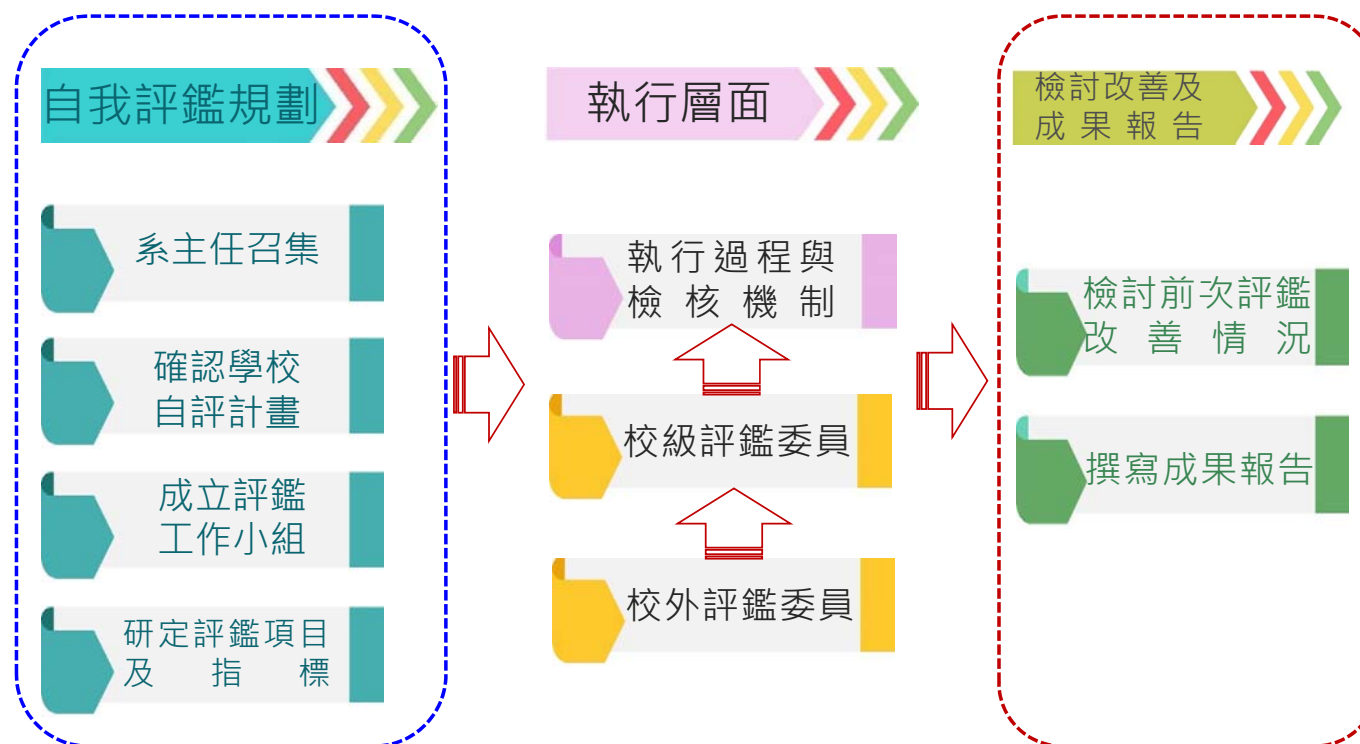 自我評鑑規劃
系主任召集
確認學校
自評計畫
成立評鑑
工作小組
研定評鑑項目
及指標
執行層面
執行過程與
檢核機制
校級評鑑委員
校外評鑑委員
檢討改善及
成果報告
檢討前次評鑑
改善情況
撰寫成果報告